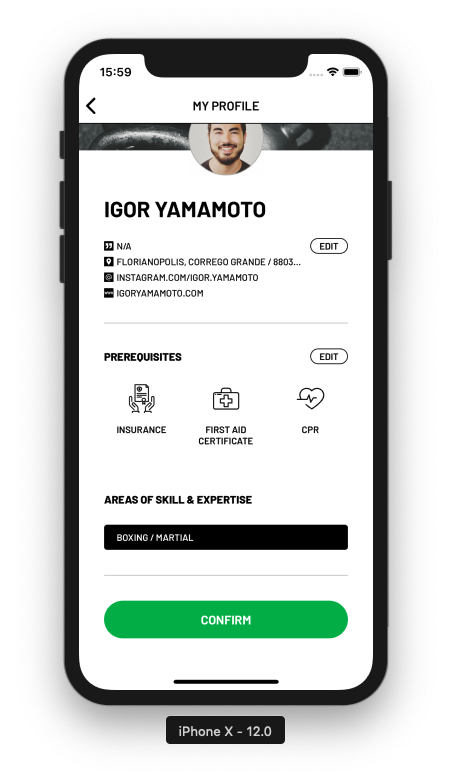 15:59
MY PROFILE
IGOR YAMAMOTO
N/A
EDIT
FLORIANOPOLIS, CORREGO GRANDE / 8803...
INSTAGRAM.COM/IGOR.YAMAMOTO
IGORYAMAMOTO.COM
PREREQUISITES
EDIT
INSURANCE
FIRST AID
CERTIFICATE
CPR
AREAS OF SKILL & EXPERTISE
BOXING / MARTIAL
CONFIRM
iPhone X - 12.0